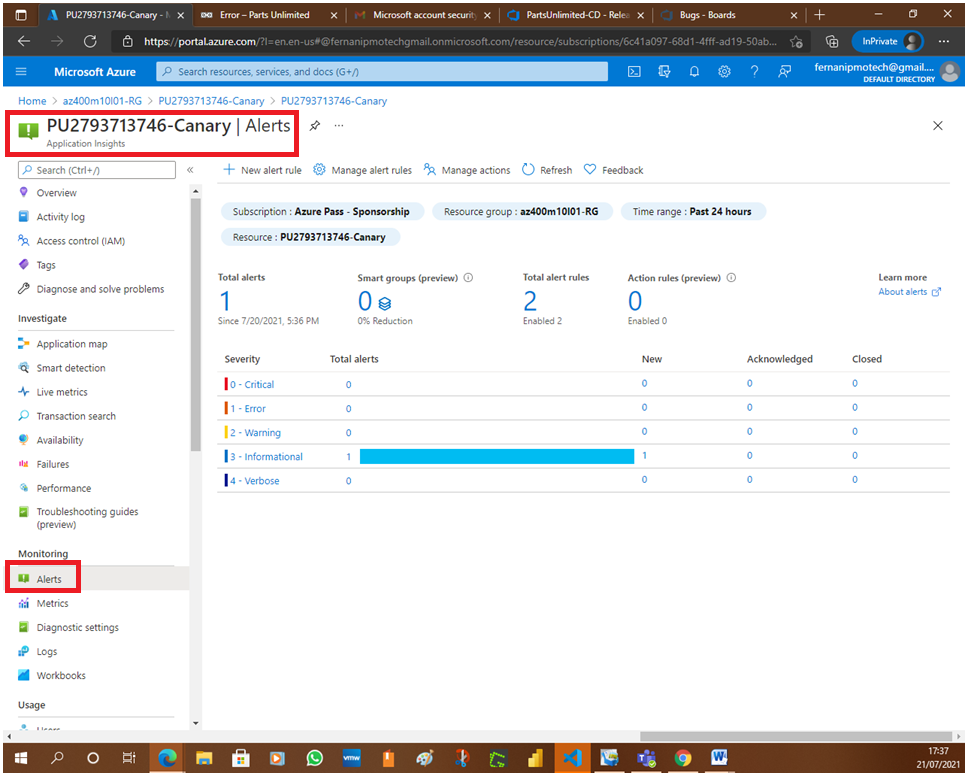 PU2793713746-Canary - M
Error – Parts Unlimited
Microsoft account security
PartsUnlimited-CD - Relea
Bugs - Boards
https://portal.azure.com/?l=en.en-us#@fernanipmotechgmail.onmicrosoft.com/resource/subscriptions/6c41a097-68d1-4fff-ad19-50ab...
InPrivate
Microsoft Azure
Search resources, services, and docs (G+/)
fernanipmotech@gmail....
DEFAULT DIRECTORY
Home > az400m10l01-RG > PU2793713746-Canary > PU2793713746-Canary
PU2793713746-Canary | Alerts
Application Insights
Search (Ctrl+/)
Overview
Activity log
Access control (IAM)
Tags
Diagnose and solve problems
Investigate
Application map
Smart detection
Live metrics
Transaction search
Availability
Failures
Performance
Troubleshooting guides
(preview)
Monitoring
Alerts
Metrics
Diagnostic settings
Logs
Workbooks
Usage
Users
New alert rule Manage alert rules Manage actions Refresh Feedback
Subscription : Azure Pass - Sponsorship Resource group : az400m10l01-RG Time range : Past 24 hours
Resource : PU2793713746-Canary
Total alerts Smart groups (preview) Total alert rules Action rules (preview) Learn more
1 0 2 0 About alerts
Since 7/20/2021, 5:36 PM 0% Reduction Enabled 2 Enabled 0
Severity Total alerts New Acknowledged Closed
0 - Critical 0 0 0 0
1 - Error 0 0 0 0
2 - Warning 0 0 0 0
3 - Informational 1 1 0 0
4 - Verbose 0 0 0 0
vmw
17:37
21/07/2021